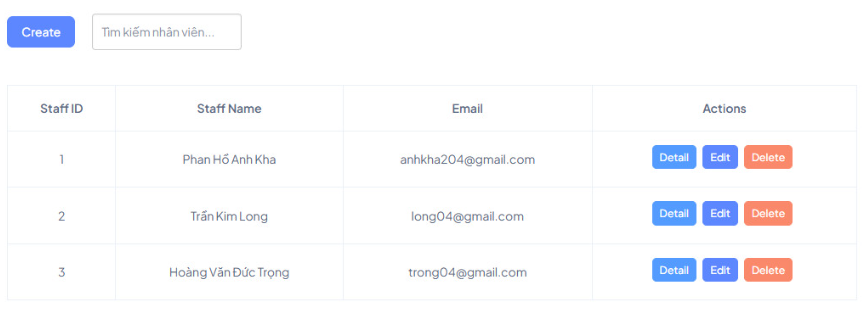 Create Tìm kiếm nhân viên...
Staff ID Staff Name Email Actions
1 Phan Hồ Anh Kha anhkha204@gmail.com Detail Edit Delete
2 Trần Kim Long long04@gmail.com Detail Edit Delete
3 Hoàng Văn Đức Trọng trong04@gmail.com Detail Edit Delete